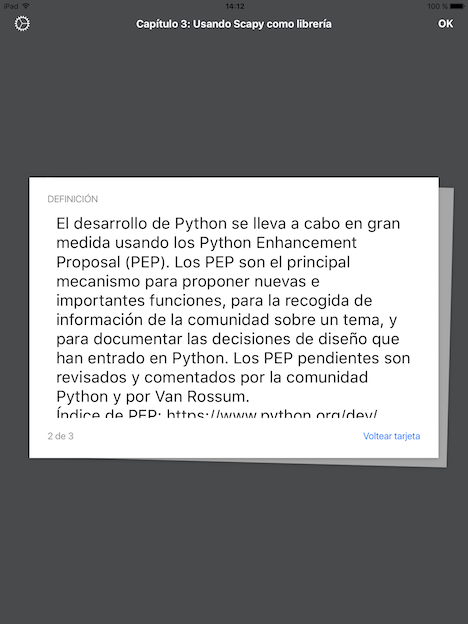 iPad 14:12 100 %
Capítulo 3: Usando Scapy como librería OK
DEFINICIÓN
El desarrollo de Python se lleva a cabo en gran
medida usando los Python Enhancement
Proposal (PEP). Los PEP son el principal
mecanismo para proponer nuevas e
importantes funciones, para la recogida de
información de la comunidad sobre un tema, y
para documentar las decisiones de diseño que
han entrado en Python. Los PEP pendientes son
revisados y comentados por la comunidad
Python y por Van Rossum.
Índice de PEP: https://www.python.org/dev/
2 de 3 Voltear tarjeta